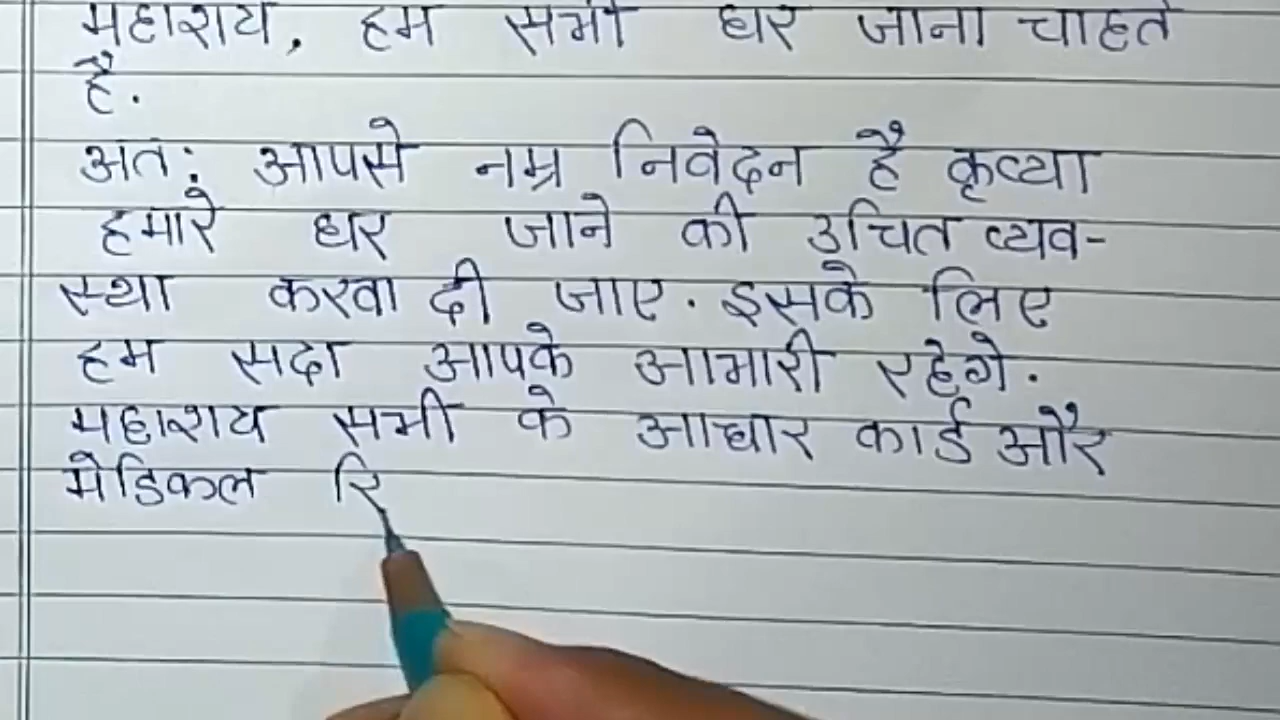 महाशय, हम सभी घर जाना चाहते
है.
अतः आपसे नम्र निवेदन है कृप्या
हमारे घर जाने की उचित व्यव-
स्था करवा दी जाए. इसके लिए
हम सदा आपके आभारी रहेगे.
महाशय सभी के आधार कार्ड और
मेडिकल रि